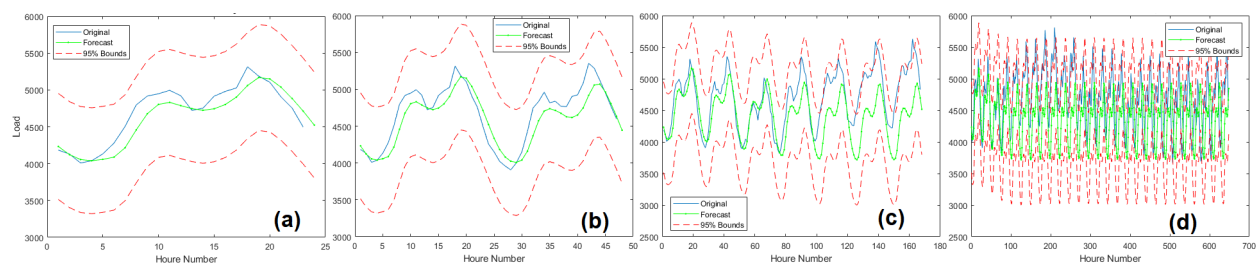 6000
5500
5000
4500
4000
3500
3000
Load
0 5 10 15 20 25
Houre Number
Original
Forecast
95% Bounds
(a)
6000
5500
5000
4500
4000
3500
3000
0 5 10 15 20 25 30 35 40 45 50
Houre Number
Original
Forecast
95% Bounds
(b)
6000
5500
5000
4500
4000
3500
3000
2500
0 20 40 60 80 100 120 140 160 180
Houre Number
Original
Forecast
95% Bounds
(c)
6000
5500
5000
4500
4000
3500
3000
2500
0 100 200 300 400 500 600 700
Houre Number
Original
Forecast
95% Bounds
(d)